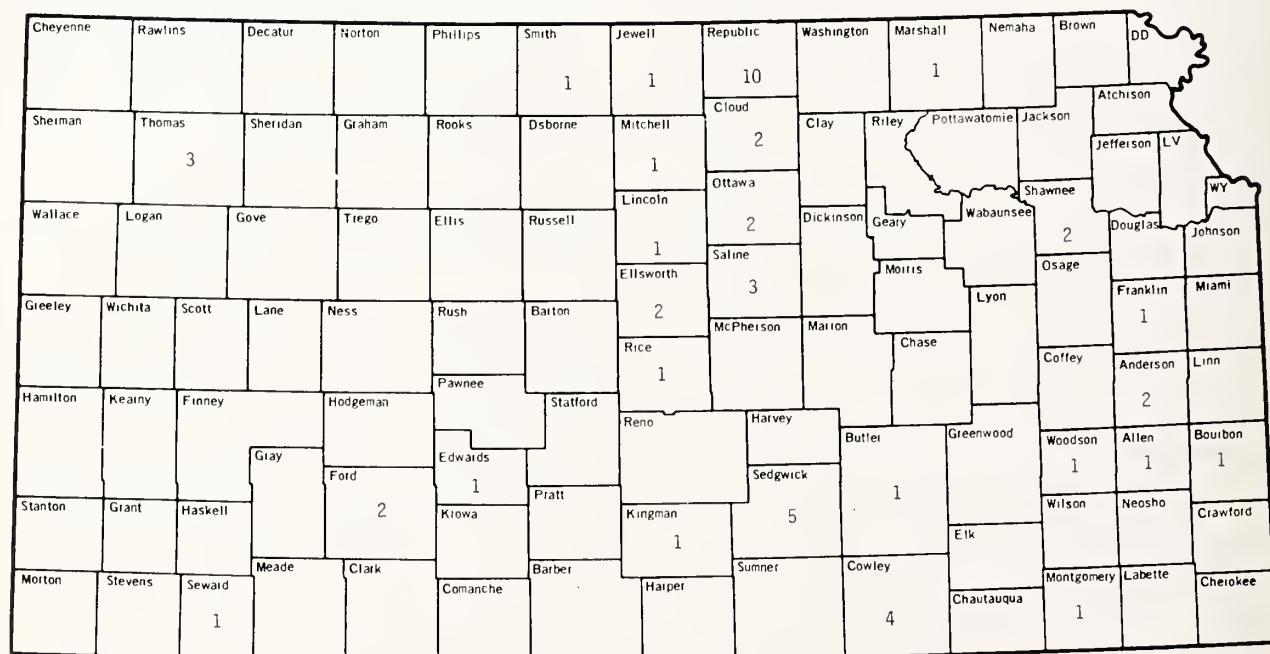 Cheyenne Rawlins Decatur Norton Phillips Smith Jewell Republic Washington Marshall Nemaha Brown DD
1 1 10 1
Cloud Atchison
Sherman Thomas Sheridan Graham Rooks Osborne Mitchell Clay Riley Pottawatomie Jackson
3 1 2 Jefferson LV
Ottawa Shawnee WY
Lincoln
Wallace Logan Gove Trego Ellis Russell Dickinson Geary Wabaunsee Douglas Johnson
1 2 2
Saline
Ellsworth Morris Osage
3
Greeley Wichita Scott Lane Ness Rush Barton 2 Lyon Franklin Miami
McPherson Marion 1
Rice Chase Coffey Anderson Linn
1 2
Pawnee
Hamilton Kearny Finney Hodgeman Stafford
Reno Harvey Butler Greenwood Woodson Allen Bourbon
Gray Edwards 1 1 1
Ford 1 Sedgwick
2 Pratt 5 1
Stanton Grant Haskell Kiowa Kingman Wilson Neosho Crawford
1 Elk
Meade Clark Barber Sumner Cowley
Morton Stevens Seward Comanche Harper Montgomery Labette Cherokee
1 4 Chautauqua 1